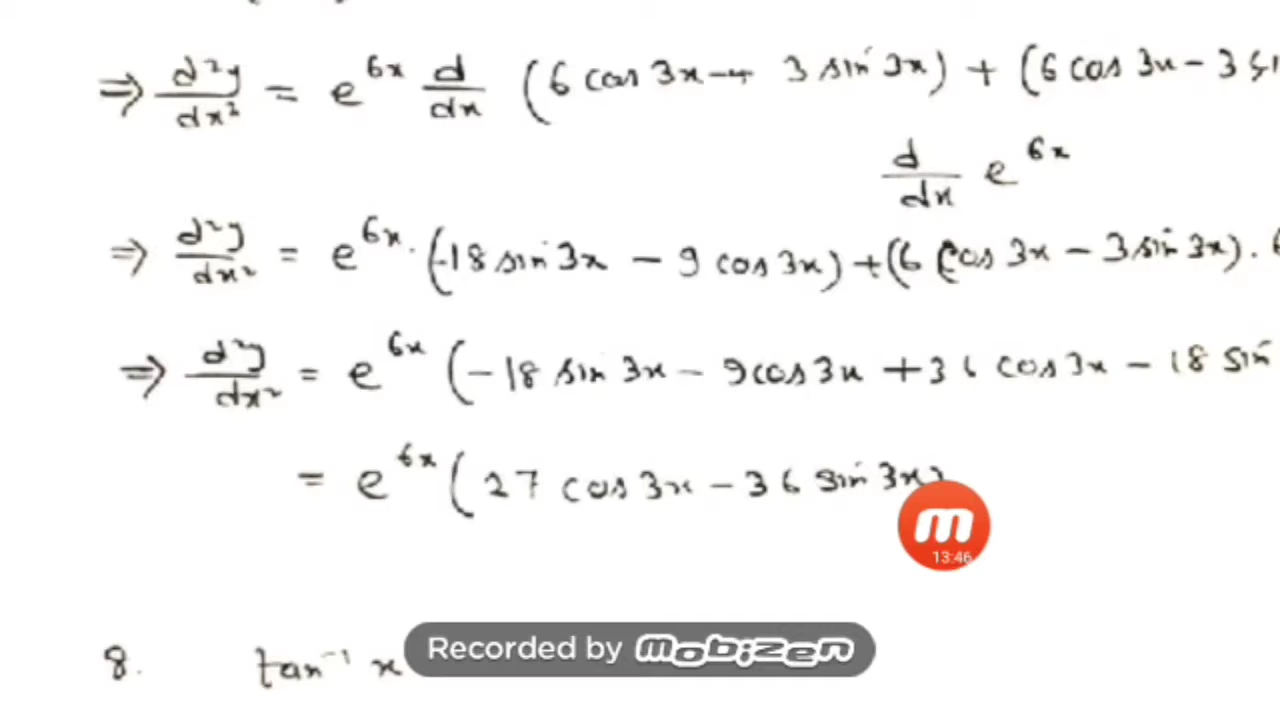 ⇒ d²y/dx² = e^6x d/dx (6 cos 3x - 3 sin 3x) + (6 cos 3x - 3 si
d/dx e^6x
⇒ d²y/dx² = e^6x · (-18 sin 3x - 9 cos 3x) + (6 cos 3x - 3 sin 3x) · 6
⇒ d²y/dx² = e^6x (-18 sin 3x - 9 cos 3x + 36 cos 3x - 18 sin
= e^6x (27 cos 3x - 36 sin 3x)
13:46
Recorded by mobizen
8. tan⁻¹ x